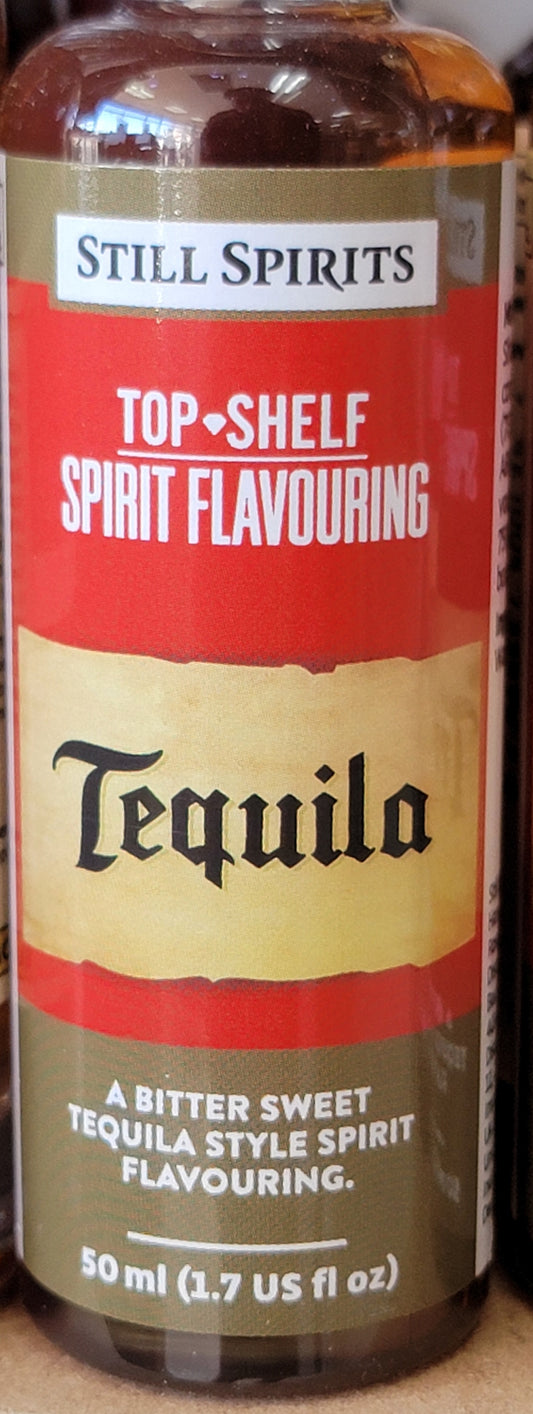 STILL SPIRITS
TOP SHELF
SPIRIT FLAVOURING
Tequila
A BITTER SWEET
TEQUILA STYLE SPIRIT
FLAVOURING.
50 ml (1.7 US fl oz)